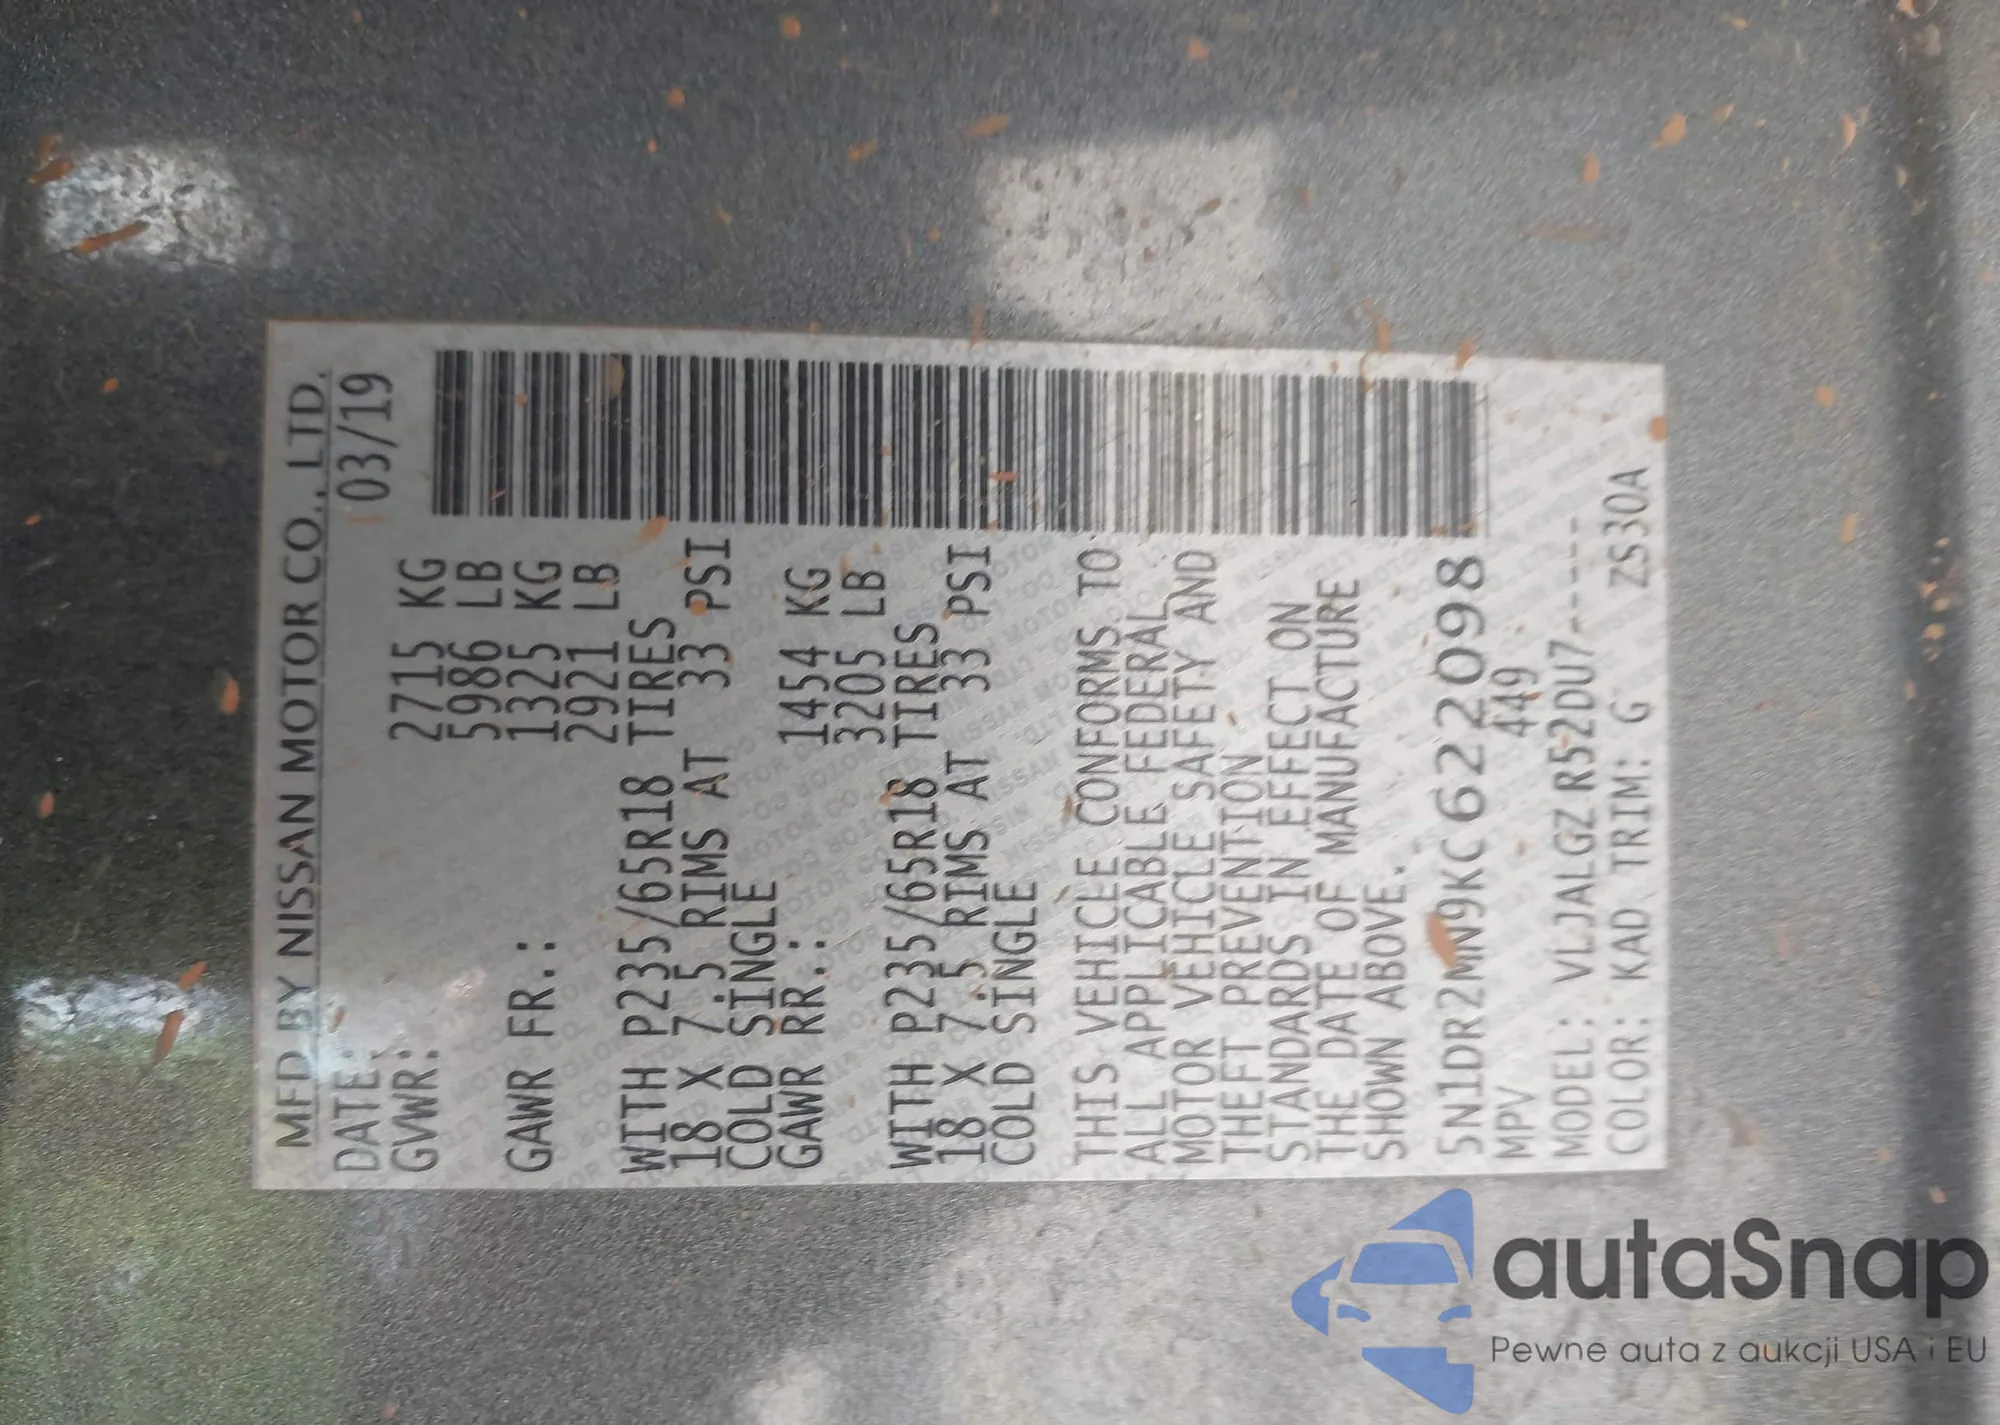 MFD BY NISSAN MOTOR CO., LTD.
DATE: 03/19
GVWR: 2715 KG
5986 LB
GAWR FR.: 1325 KG
2921 LB
WITH P235/65R18 TIRES
18 X 7.5 RIMS AT 33 PSI
COLD SINGLE
GAWR RR.: 1454 KG
3205 LB
WITH P235/65R18 TIRES
18 X 7.5 RIMS AT 33 PSI
COLD SINGLE
THIS VEHICLE CONFORMS TO
ALL APPLICABLE FEDERAL
MOTOR VEHICLE SAFETY AND
THEFT PREVENTION
STANDARDS IN EFFECT ON
THE DATE OF MANUFACTURE
SHOWN ABOVE.
5N1DR2MN9KC622098
MPV 449
MODEL: VLJALGZ R52DU7-----
COLOR: KAD TRIM: G ZS30A
autaSnap
Pewne auta z aukcji USA i EU